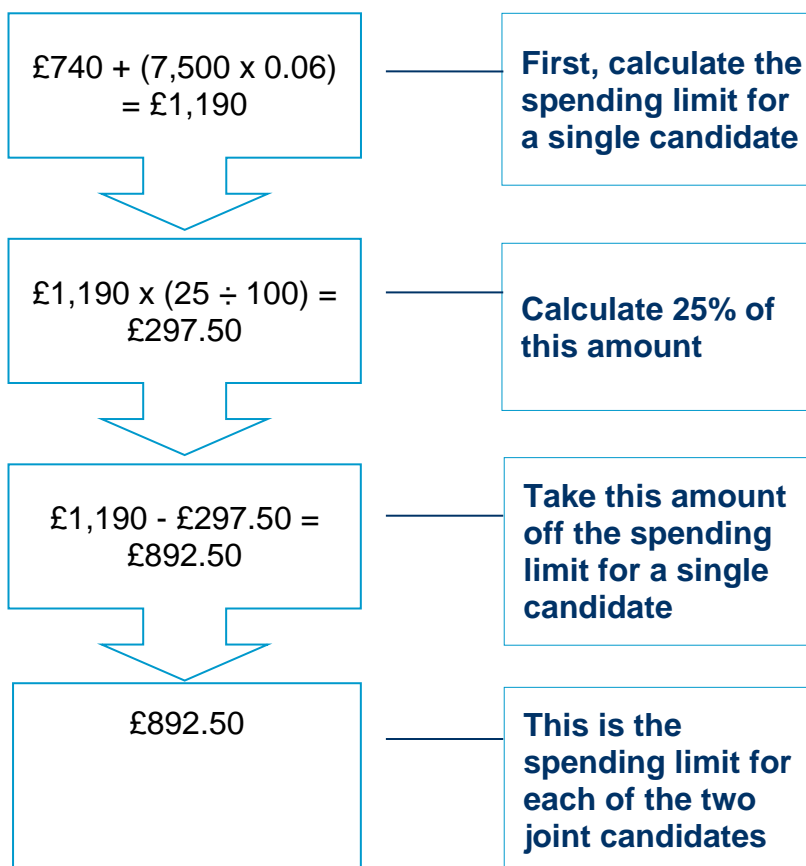 £740 + (7,500 x 0.06)
= £1,190
First, calculate the
spending limit for
a single candidate
£1,190 x (25 ÷ 100) =
£297.50
Calculate 25% of
this amount
£1,190 - £297.50 =
£892.50
Take this amount
off the spending
limit for a single
candidate
£892.50
This is the
spending limit for
each of the two
joint candidates